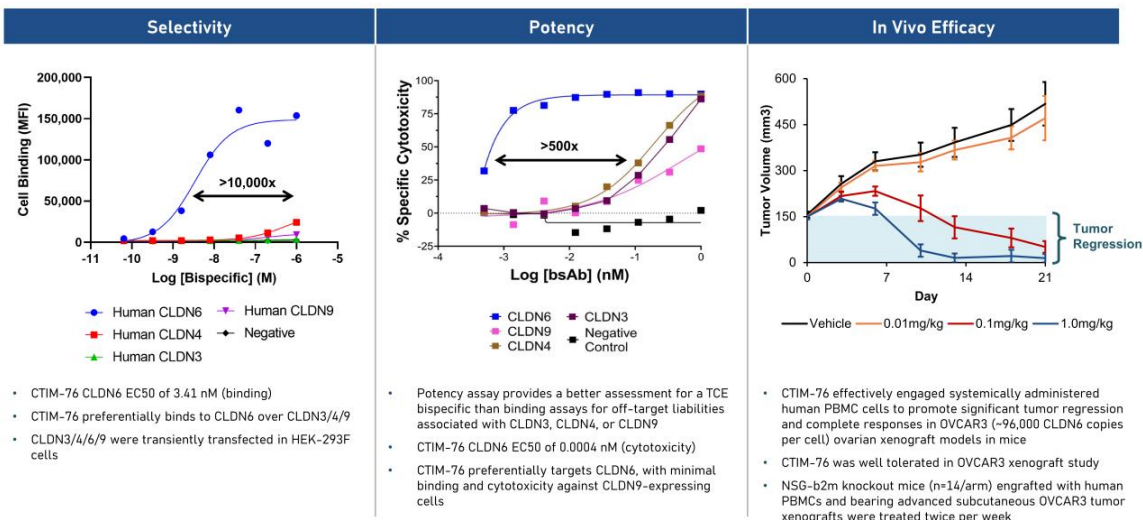 Selectivity
Potency
In Vivo Efficacy
200,000
150,000
100,000
50,000
0
Cell Binding (MFI)
>10,000x
-11
-10
-9
-8
-7
-6
-5
Log [Bispecific] (M)
Human CLDN6
Human CLDN9
Human CLDN4
Negative
Human CLDN3
• CTIM-76 CLDN6 EC50 of 3.41 nM (binding)
• CTIM-76 preferentially binds to CLDN6 over CLDN3/4/9
• CLDN3/4/6/9 were transiently transfected in HEK-293F
cells
100
75
50
25
0
-25
% Specific Cytotoxicity
>500x
-4
-3
-2
-1
0
Log [bsAb] (nM)
CLDN6
CLDN3
CLDN9
Negative
Control
CLDN4
• Potency assay provides a better assessment for a TCE
bispecific than binding assays for off-target liabilities
associated with CLDN3, CLDN4, or CLDN9
• CTIM-76 CLDN6 EC50 of 0.0004 nM (cytotoxicity)
• CTIM-76 preferentially targets CLDN6, with minimal
binding and cytotoxicity against CLDN9-expressing
cells
600
450
300
150
0
Tumor Volume (mm3)
Tumor
Regression
0
7
14
21
Day
Vehicle
0.01mg/kg
0.1mg/kg
1.0mg/kg
• CTIM-76 effectively engaged systemically administered
human PBMC cells to promote significant tumor regression
and complete responses in OVCAR3 (~96,000 CLDN6 copies
per cell) ovarian xenograft models in mice
• CTIM-76 was well tolerated in OVCAR3 xenograft study
• NSG-b2m knockout mice (n=14/arm) engrafted with human
PBMCs and bearing advanced subcutaneous OVCAR3 tumor
xenografts were treated twice per week